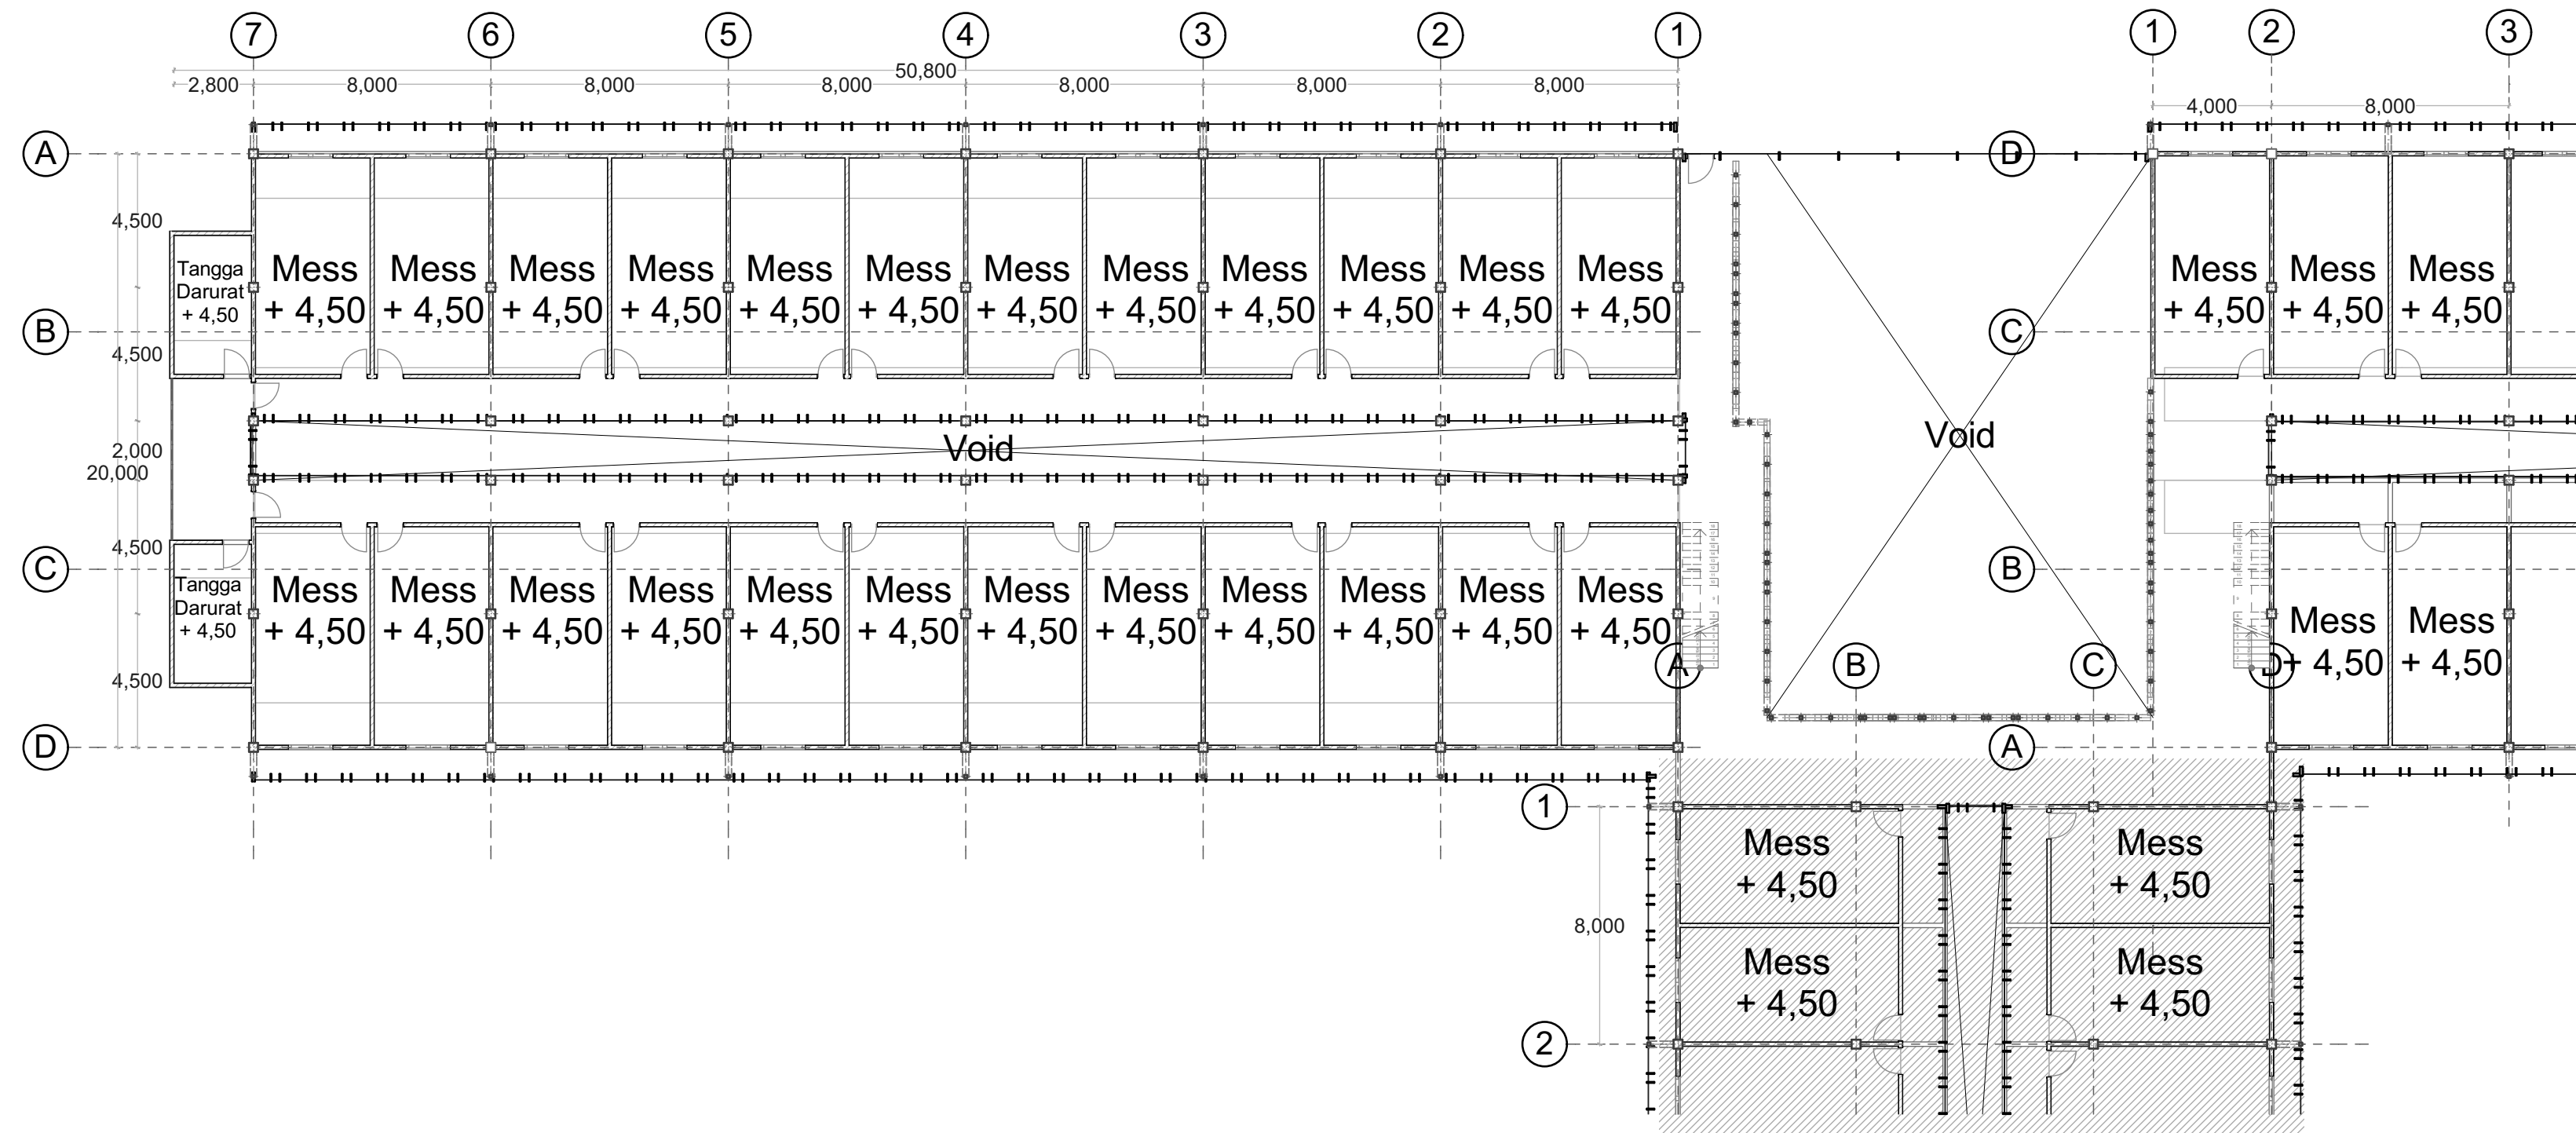 7 6 5 4 3 2 1 1 2 3
50,800
2,800 8,000 8,000 8,000 8,000 8,000 8,000
4,000 8,000
A
D
4,500
Tangga
Darurat
+ 4,50
Mess Mess Mess Mess Mess Mess Mess Mess Mess Mess Mess Mess
+ 4,50 + 4,50 + 4,50 + 4,50 + 4,50 + 4,50 + 4,50 + 4,50 + 4,50 + 4,50 + 4,50 + 4,50
Mess Mess Mess
+ 4,50 + 4,50 + 4,50
B
C
4,500
Void
Void
2,000
20,000
4,500
C
B
Tangga
Darurat
+ 4,50
Mess Mess Mess Mess Mess Mess Mess Mess Mess Mess Mess Mess
+ 4,50 + 4,50 + 4,50 + 4,50 + 4,50 + 4,50 + 4,50 + 4,50 + 4,50 + 4,50 + 4,50 + 4,50
Mess Mess
+ 4,50 + 4,50
A B C D
4,500
D
A
1
Mess Mess
+ 4,50 + 4,50
8,000
Mess Mess
+ 4,50 + 4,50
2